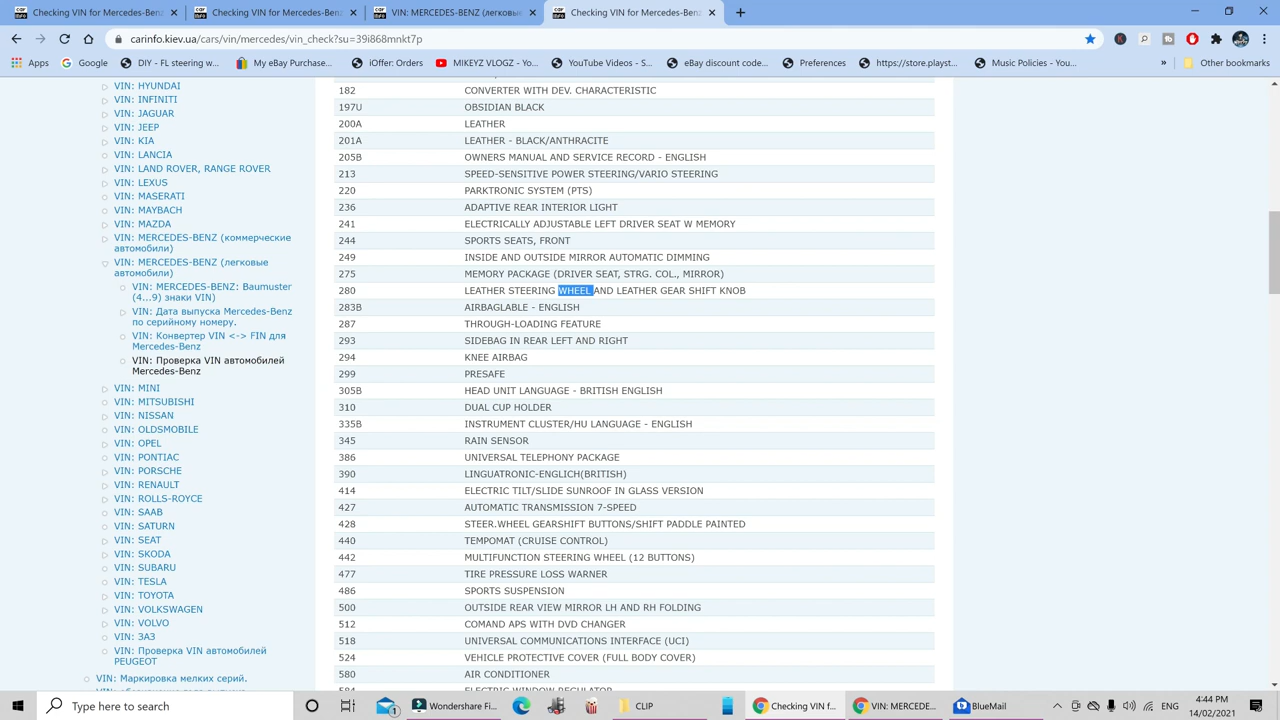 Checking VIN for Mercedes-Benz
Checking VIN for Mercedes-Benz
VIN: MERCEDES-BENZ (легковые
Checking VIN for Mercedes-Benz
carinfo.kiev.ua/cars/vin/mercedes/vin_check?su=39i868mnkt7p
Apps
Google
DIY - FL steering w...
My eBay Purchase...
iOffer: Orders
MIKEYZ VLOGZ - Yo...
YouTube Videos - S...
eBay discount code...
Preferences
https://store.playst...
Music Policies - You...
»
Other bookmarks
VIN: HYUNDAI
VIN: INFINITI
VIN: JAGUAR
VIN: JEEP
VIN: KIA
VIN: LANCIA
VIN: LAND ROVER, RANGE ROVER
VIN: LEXUS
VIN: MASERATI
VIN: MAYBACH
VIN: MAZDA
VIN: MERCEDES-BENZ (коммерческие
автомобили)
VIN: MERCEDES-BENZ (легковые
автомобили)
VIN: MERCEDES-BENZ: Baumuster
(4...9) знаки VIN)
VIN: Дата выпуска Mercedes-Benz
по серийному номеру.
VIN: Конвертер VIN <-> FIN для
Mercedes-Benz
VIN: Проверка VIN автомобилей
Mercedes-Benz
VIN: MINI
VIN: MITSUBISHI
VIN: NISSAN
VIN: OLDSMOBILE
VIN: OPEL
VIN: PONTIAC
VIN: PORSCHE
VIN: RENAULT
VIN: ROLLS-ROYCE
VIN: SAAB
VIN: SATURN
VIN: SEAT
VIN: SKODA
VIN: SUBARU
VIN: TESLA
VIN: TOYOTA
VIN: VOLKSWAGEN
VIN: VOLVO
VIN: ЗАЗ
VIN: Проверка VIN автомобилей
PEUGEOT
VIN: Маркировка мелких серий.
182 CONVERTER WITH DEV. CHARACTERISTIC
197U OBSIDIAN BLACK
200A LEATHER
201A LEATHER - BLACK/ANTHRACITE
205B OWNERS MANUAL AND SERVICE RECORD - ENGLISH
213 SPEED-SENSITIVE POWER STEERING/VARIO STEERING
220 PARKTRONIC SYSTEM (PTS)
236 ADAPTIVE REAR INTERIOR LIGHT
241 ELECTRICALLY ADJUSTABLE LEFT DRIVER SEAT W MEMORY
244 SPORTS SEATS, FRONT
249 INSIDE AND OUTSIDE MIRROR AUTOMATIC DIMMING
275 MEMORY PACKAGE (DRIVER SEAT, STRG. COL., MIRROR)
280 LEATHER STEERING WHEEL AND LEATHER GEAR SHIFT KNOB
283B AIRBAGLABLE - ENGLISH
287 THROUGH-LOADING FEATURE
293 SIDEBAG IN REAR LEFT AND RIGHT
294 KNEE AIRBAG
299 PRESAFE
305B HEAD UNIT LANGUAGE - BRITISH ENGLISH
310 DUAL CUP HOLDER
335B INSTRUMENT CLUSTER/HU LANGUAGE - ENGLISH
345 RAIN SENSOR
386 UNIVERSAL TELEPHONY PACKAGE
390 LINGUATRONIC-ENGLICH(BRITISH)
414 ELECTRIC TILT/SLIDE SUNROOF IN GLASS VERSION
427 AUTOMATIC TRANSMISSION 7-SPEED
428 STEER.WHEEL GEARSHIFT BUTTONS/SHIFT PADDLE PAINTED
440 TEMPOMAT (CRUISE CONTROL)
442 MULTIFUNCTION STEERING WHEEL (12 BUTTONS)
477 TIRE PRESSURE LOSS WARNER
486 SPORTS SUSPENSION
500 OUTSIDE REAR VIEW MIRROR LH AND RH FOLDING
512 COMAND APS WITH DVD CHANGER
518 UNIVERSAL COMMUNICATIONS INTERFACE (UCI)
524 VEHICLE PROTECTIVE COVER (FULL BODY COVER)
580 AIR CONDITIONER
584 ELECTRIC WINDOW REGULATOR
Type here to search
Wondershare Fi...
CLIP
Checking VIN f...
VIN: MERCEDE...
BlueMail
ENG
4:44 PM
14/02/2021